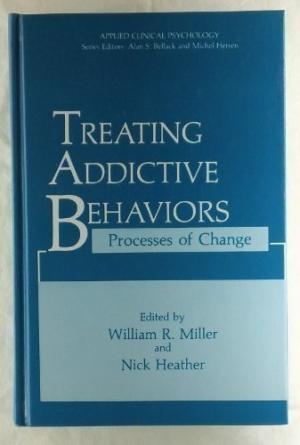 APPLIED CLINICAL PSYCHOLOGY
Series Editors: Alan S. Bellack and Michel Hersen
TREATING
ADDICTIVE
BEHAVIORS
Processes of Change
Edited by
William R. Miller
and
Nick Heather